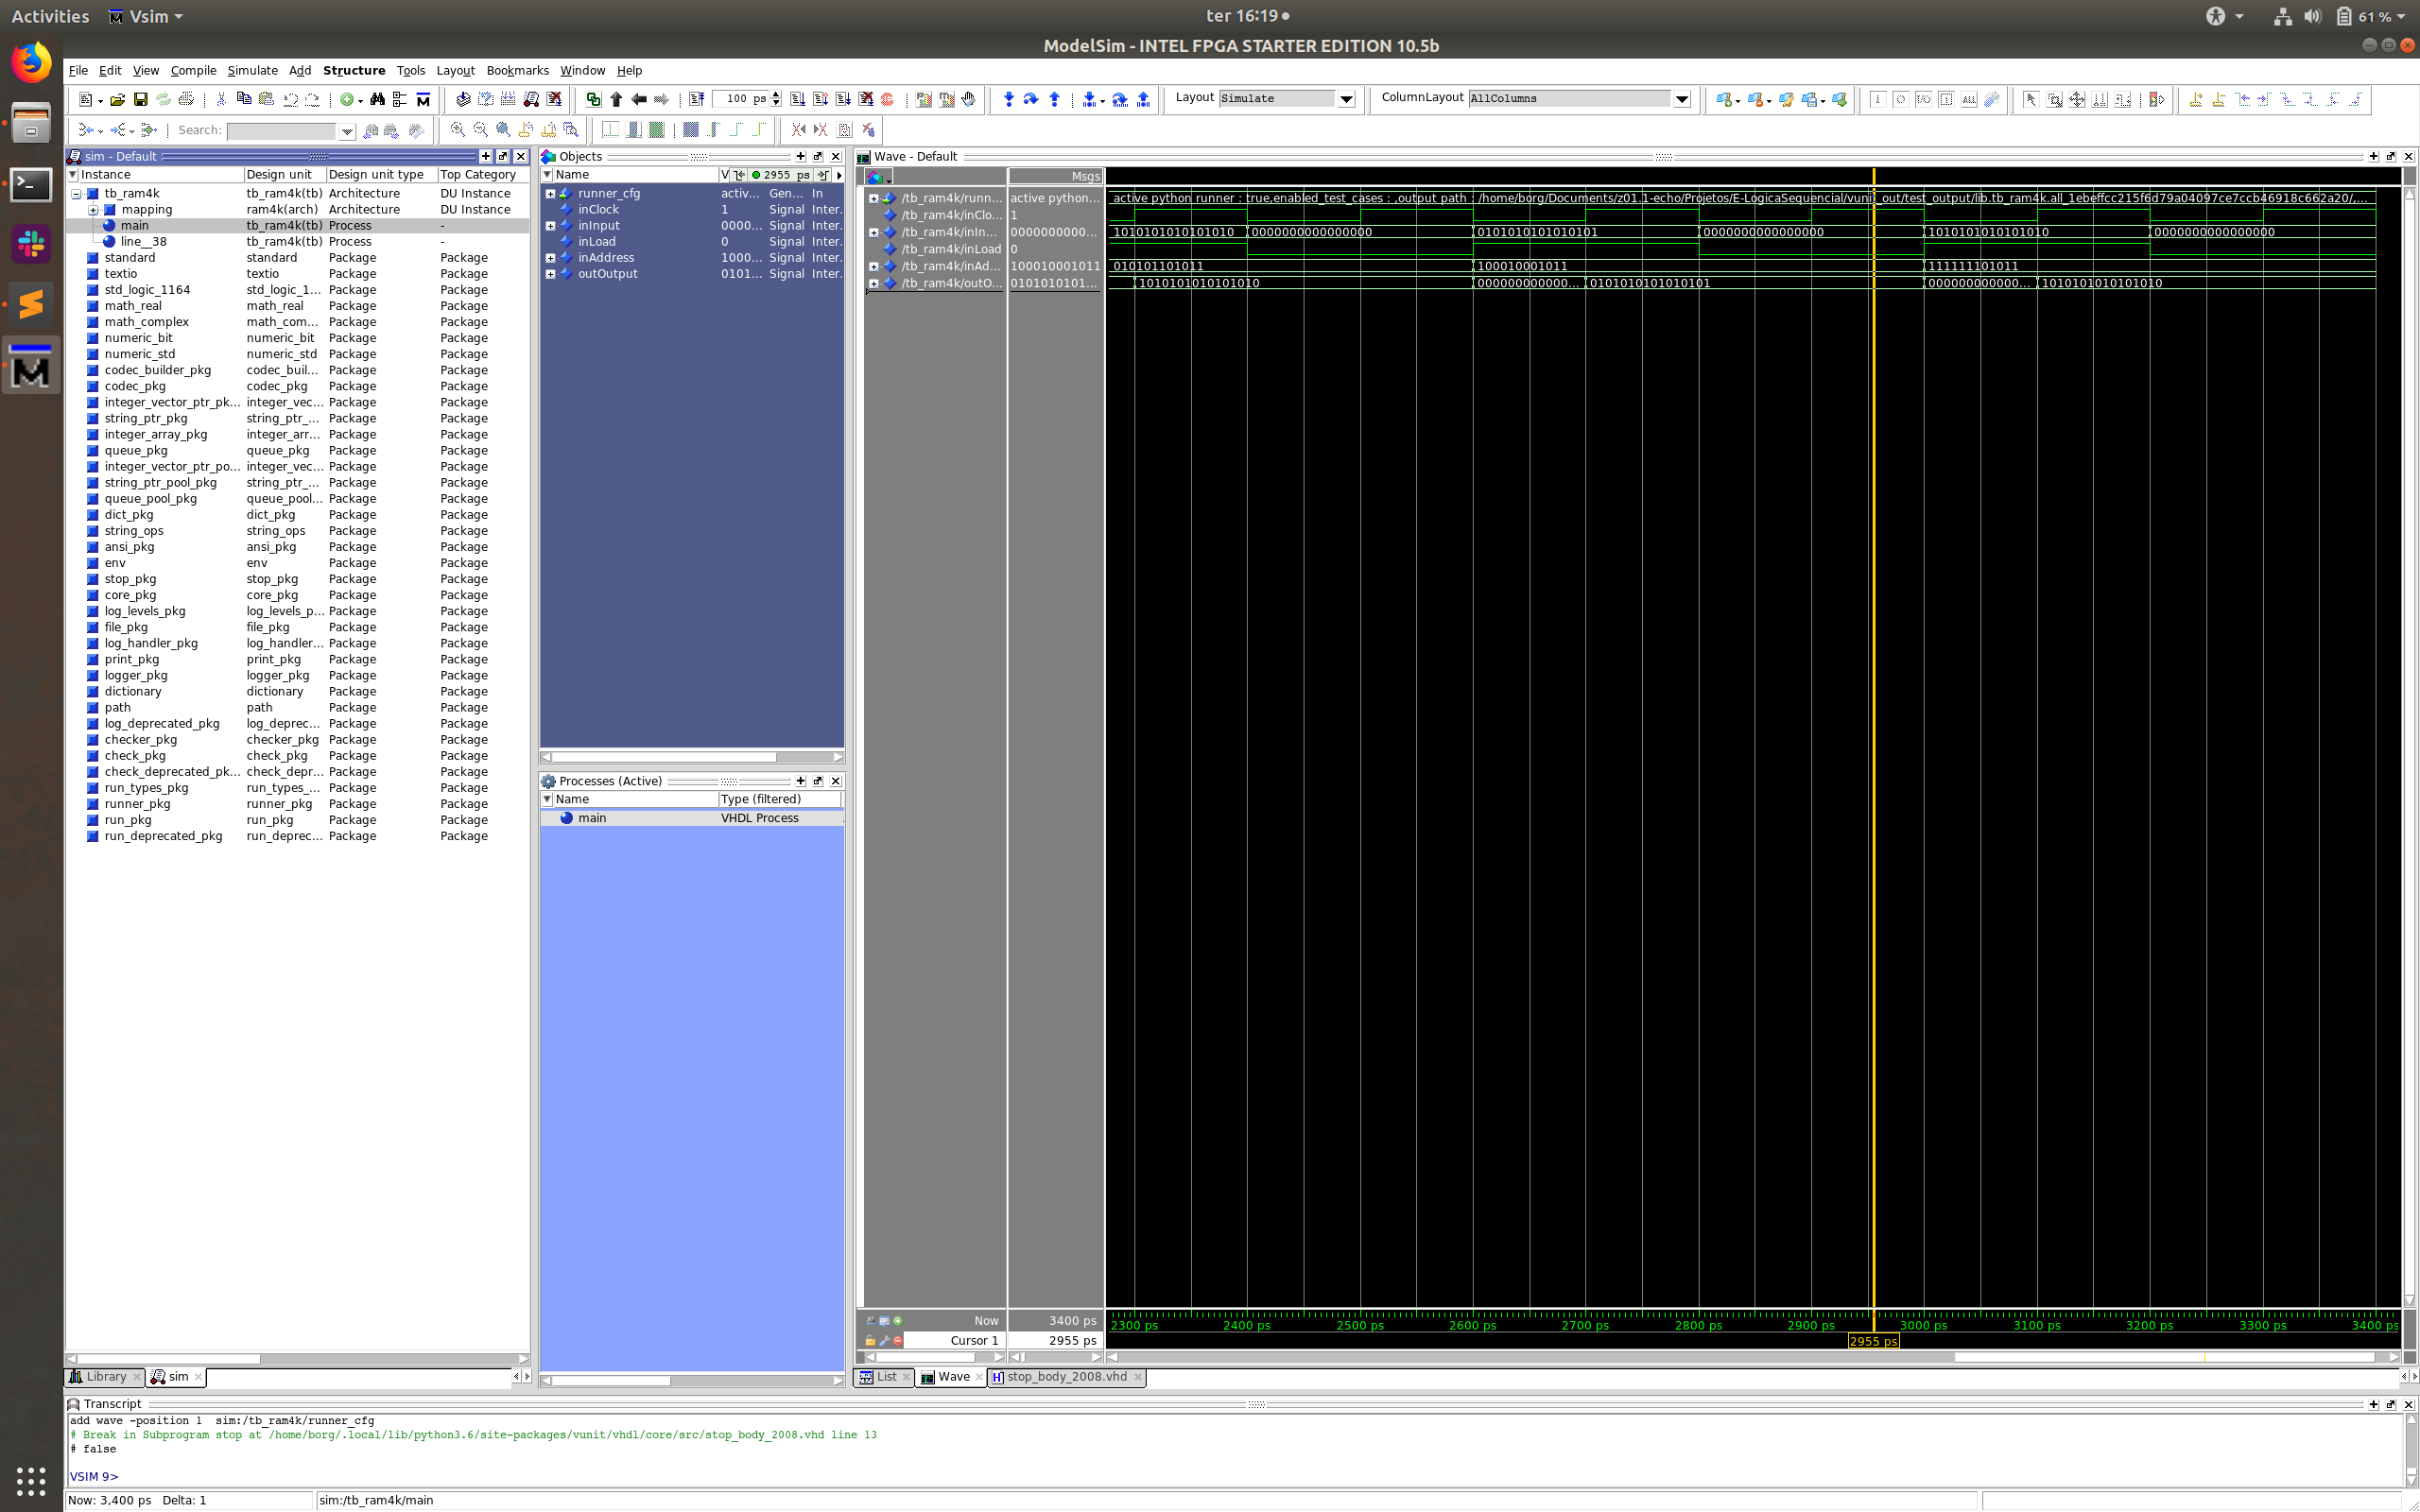 Activities Vsim ter 16:19 61 %
ModelSim - INTEL FPGA STARTER EDITION 10.5b
File Edit View Compile Simulate Add Structure Tools Layout Bookmarks Window Help
100 ps Layout Simulate ColumnLayout AllColumns
Search:
sim - Default
Instance Design unit Design unit type Top Category
tb_ram4k tb_ram4k(tb) Architecture DU Instance
mapping ram4k(arch) Architecture DU Instance
main tb_ram4k(tb) Process -
line__38 tb_ram4k(tb) Process -
standard standard Package Package
textio textio Package Package
std_logic_1164 std_logic_1... Package Package
math_real math_real Package Package
math_complex math_com... Package Package
numeric_bit numeric_bit Package Package
numeric_std numeric_std Package Package
codec_builder_pkg codec_buil... Package Package
codec_pkg codec_pkg Package Package
integer_vector_ptr_pk... integer_vec... Package Package
string_ptr_pkg string_ptr_... Package Package
integer_array_pkg integer_arr... Package Package
queue_pkg queue_pkg Package Package
integer_vector_ptr_po... integer_vec... Package Package
string_ptr_pool_pkg string_ptr_... Package Package
queue_pool_pkg queue_pool... Package Package
dict_pkg dict_pkg Package Package
string_ops string_ops Package Package
ansi_pkg ansi_pkg Package Package
env env Package Package
stop_pkg stop_pkg Package Package
core_pkg core_pkg Package Package
log_levels_pkg log_levels_p... Package Package
file_pkg file_pkg Package Package
log_handler_pkg log_handler... Package Package
print_pkg print_pkg Package Package
logger_pkg logger_pkg Package Package
dictionary dictionary Package Package
path path Package Package
log_deprecated_pkg log_deprec... Package Package
checker_pkg checker_pkg Package Package
check_pkg check_pkg Package Package
check_deprecated_pk... check_depr... Package Package
run_types_pkg run_types_... Package Package
runner_pkg runner_pkg Package Package
run_pkg run_pkg Package Package
run_deprecated_pkg run_deprec... Package Package
Library sim
Objects
Name V 2955 ps
runner_cfg activ... Gen... In
inClock 1 Signal Inter.
inInput 0000... Signal Inter.
inLoad 0 Signal Inter.
inAddress 1000... Signal Inter.
outOutput 0101... Signal Inter.
Processes (Active)
Name Type (filtered)
main VHDL Process
Wave - Default
Msgs
/tb_ram4k/runn... active python... active python runner : true,enabled_test_cases : ,output path : /home/borg/Documents/z01.1-echo/Projetos/E-LogicaSequencial/vunit_out/test_output/lib.tb_ram4k.all_1ebeffcc215f6d79a04097ce7ccb46918c662a20/,...
/tb_ram4k/inClo... 1
/tb_ram4k/inIn... 0000000000... 1010101010101010 0000000000000000 0101010101010101 0000000000000000 1010101010101010 0000000000000000
/tb_ram4k/inLoad 0
/tb_ram4k/inAd... 100010001011 010101101011 100010001011 111111101011
/tb_ram4k/outO... 0101010101... 1010101010101010 000000000000... 0101010101010101 000000000000... 1010101010101010
Now 3400 ps 2300 ps 2400 ps 2500 ps 2600 ps 2700 ps 2800 ps 2900 ps 3000 ps 3100 ps 3200 ps 3300 ps 3400 ps
Cursor 1 2955 ps 2955 ps
List Wave stop_body_2008.vhd
Transcript
add wave -position 1 sim:/tb_ram4k/runner_cfg
# Break in Subprogram stop at /home/borg/.local/lib/python3.6/site-packages/vunit/vhdl/core/src/stop_body_2008.vhd line 13
# false
VSIM 9>
Now: 3,400 ps Delta: 1 sim:/tb_ram4k/main